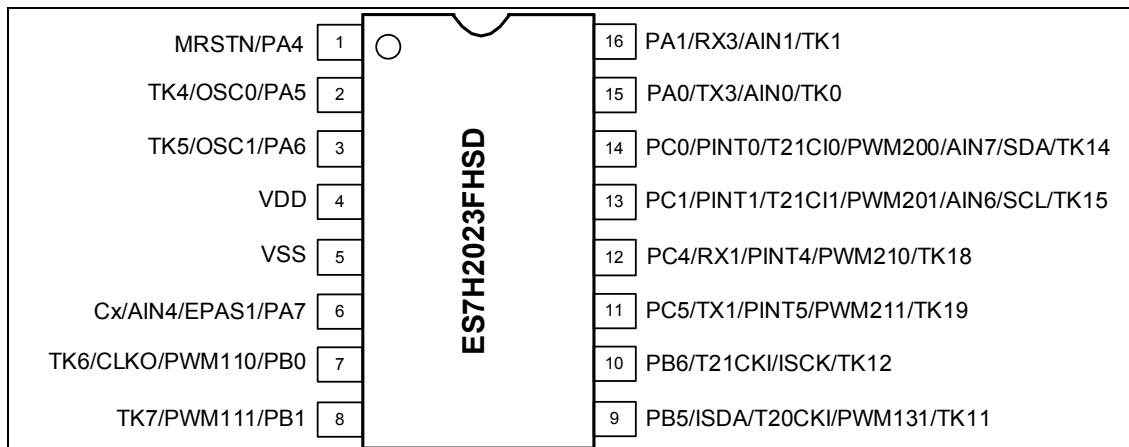 MRSTN/PA4 1
TK4/OSC0/PA5 2
TK5/OSC1/PA6 3
VDD 4
VSS 5
Cx/AIN4/EPAS1/PA7 6
TK6/CLKO/PWM110/PB0 7
TK7/PWM111/PB1 8
ES7H2023FHSD
16 PA1/RX3/AIN1/TK1
15 PA0/TX3/AIN0/TK0
14 PC0/PINT0/T21CI0/PWM200/AIN7/SDA/TK14
13 PC1/PINT1/T21CI1/PWM201/AIN6/SCL/TK15
12 PC4/RX1/PINT4/PWM210/TK18
11 PC5/TX1/PINT5/PWM211/TK19
10 PB6/T21CKI/ISCK/TK12
9 PB5/ISDA/T20CKI/PWM131/TK11